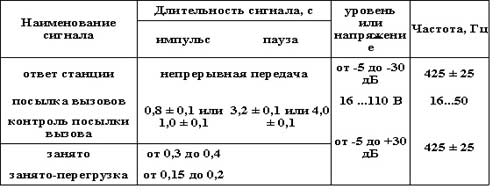 Наименование сигнала
Длительность сигнала, с
импульс
пауза
уровень или напряжение
Частота, Гц
ответ станции
непрерывная передача
от -5 до -30 дБ
425 ± 25
посылка вызовов
0,8 ± 0,1 или 1,0 ± 0,1
3,2 ± 0,1 или 4,0 ± 0,1
16 ...110 В
16...50
контроль посылки вызова
от -5 до +30 дБ
425 ± 25
занято
от 0,3 до 0,4
занято-перегрузка
от 0,15 до 0,2